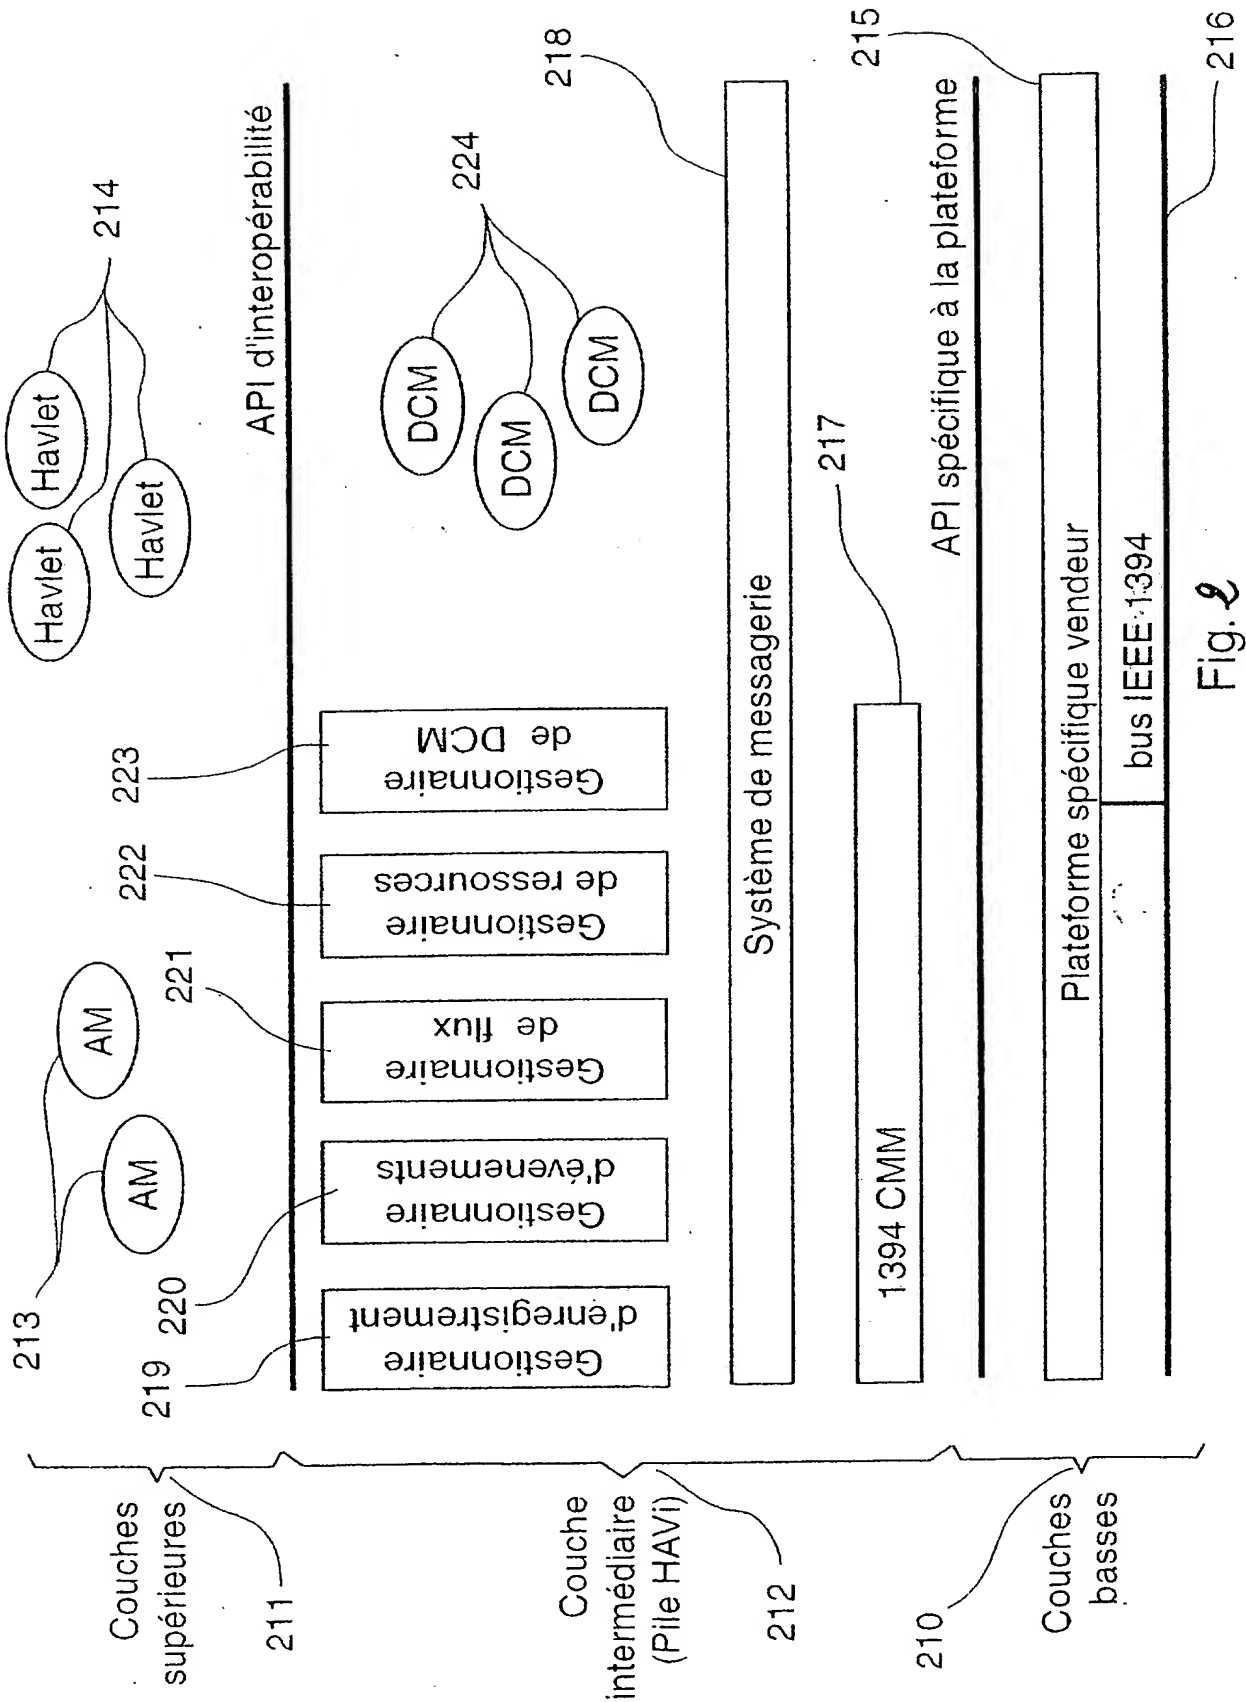 Couches
supérieures
211
Couche
intermédiaire
(Pile HAVi)
212
210
Couches
basses
213
AM
AM
Havlet
Havlet
Havlet
214
API d'interopérabilité
219
220
221
222
223
Gestionnaire
d'enregistrement
Gestionnaire
d'événements
Gestionnaire
de flux
Gestionnaire
de ressources
Gestionnaire
de DCM
DCM
DCM
DCM
224
218
Système de messagerie
1394 CMM
217
API spécifique à la plateforme
215
Plateforme spécifique vendeur
bus IEEE 1394
216
Fig. 2